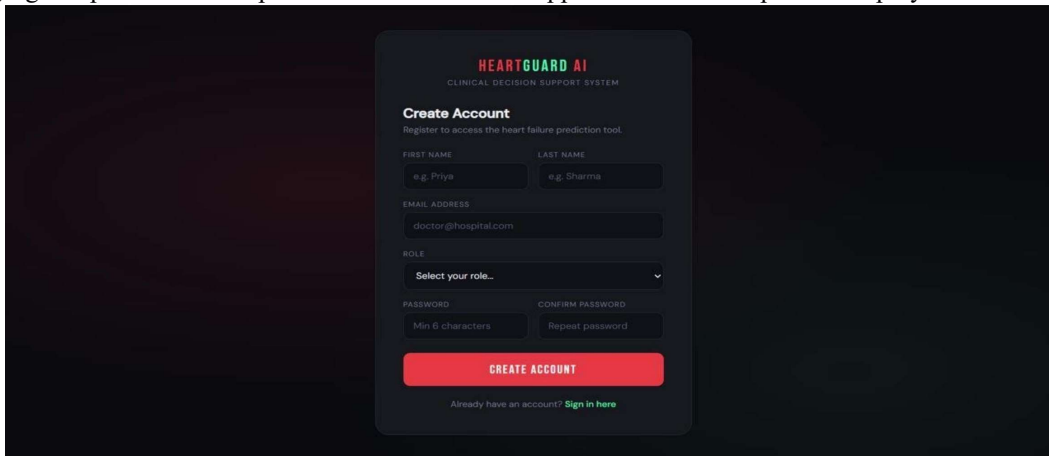 HEARTGUARD AI
CLINICAL DECISION SUPPORT SYSTEM
Create Account
Register to access the heart failure prediction tool.
FIRST NAME LAST NAME
e.g. Priya e.g. Sharma
EMAIL ADDRESS
doctor@hospital.com
ROLE
Select your role...
PASSWORD CONFIRM PASSWORD
Min 6 characters Repeat password
CREATE ACCOUNT
Already have an account? Sign in here